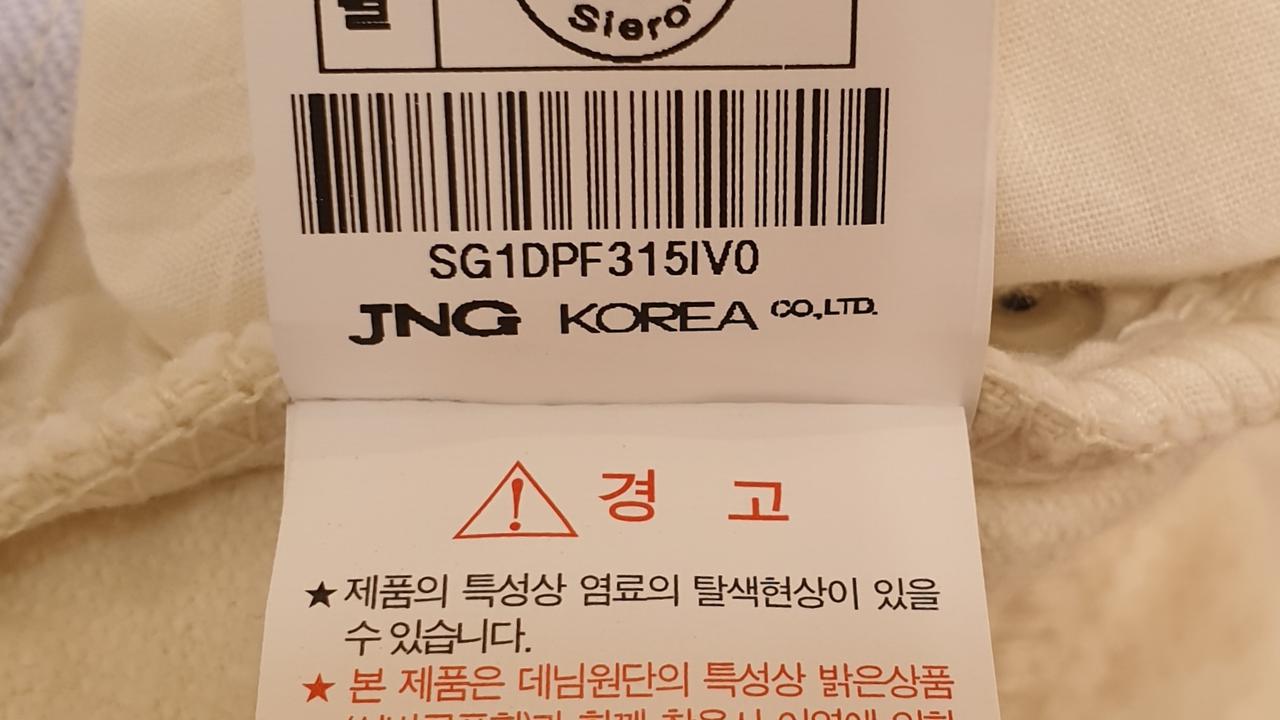 Siero
SG1DPF315IV0
JNG KOREA CO.,LTD.
경 고
★제품의 특성상 염료의 탈색현상이 있을
수 있습니다.
★ 본 제품은 데님원단의 특성상 밝은상품